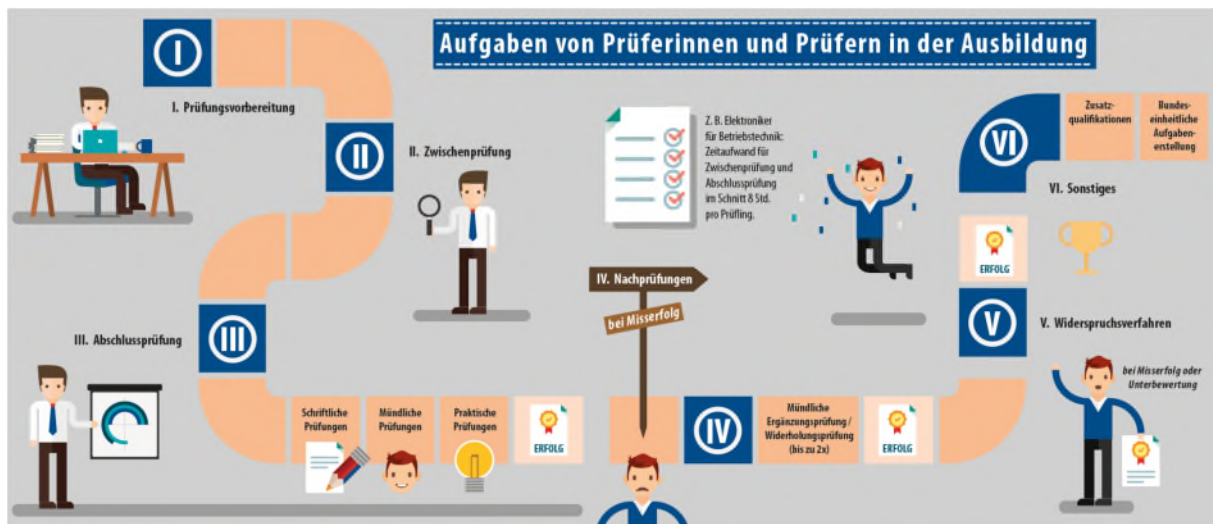 Aufgaben von Prüferinnen und Prüfern in der Ausbildung
I
I. Prüfungsvorbereitung
II
II. Zwischenprüfung
III. Abschlussprüfung
III
Schriftliche
Prüfungen
Mündliche
Prüfungen
Praktische
Prüfungen
ERFOLG
Z. B. Elektroniker
für Betriebstechnik:
Zeitaufwand für
Zwischenprüfung und
Abschlussprüfung
im Schnitt 8 Std.
pro Prüfling.
IV. Nachprüfungen
bei Misserfolg
IV
Mündliche
Ergänzungsprüfung /
Widerholungsprüfung
(bis zu 2x)
ERFOLG
V
V. Widerspruchsverfahren
bei Misserfolg oder
Unterbewertung
ERFOLG
VI
VI. Sonstiges
Zusatz-
qualifikationen
Bundes-
einheitliche
Aufgaben-
erstellung